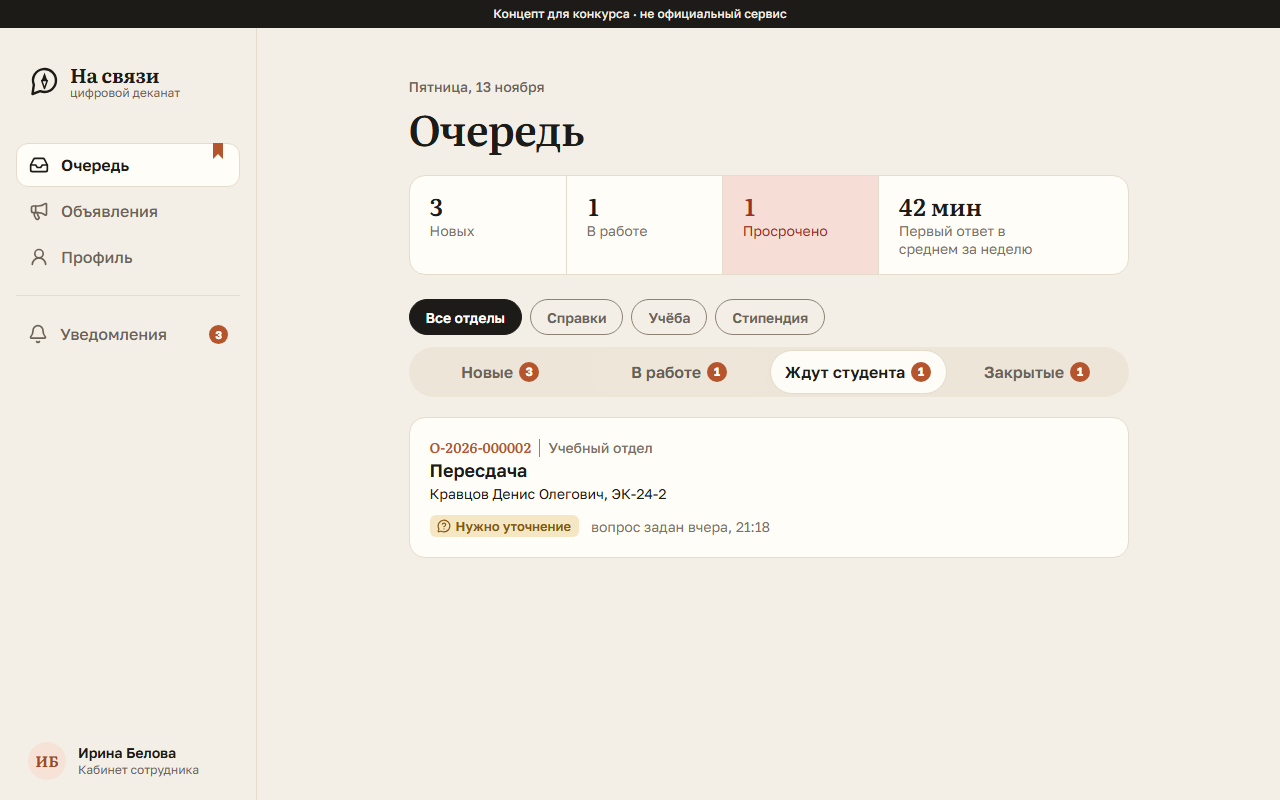 Концепт для конкурса · не официальный сервис
На связи
цифровой деканат
Очередь
Объявления
Профиль
Уведомления 3
ИБ
Ирина Белова
Кабинет сотрудника
Пятница, 13 ноября
Очередь
3
Новых
1
В работе
1
Просрочено
42 мин
Первый ответ в
среднем за неделю
Все отделы
Справки
Учёба
Стипендия
Новые 3
В работе 1
Ждут студента 1
Закрытые 1
О-2026-000002 Учебный отдел
Пересдача
Кравцов Денис Олегович, ЭК-24-2
Нужно уточнение вопрос задан вчера, 21:18